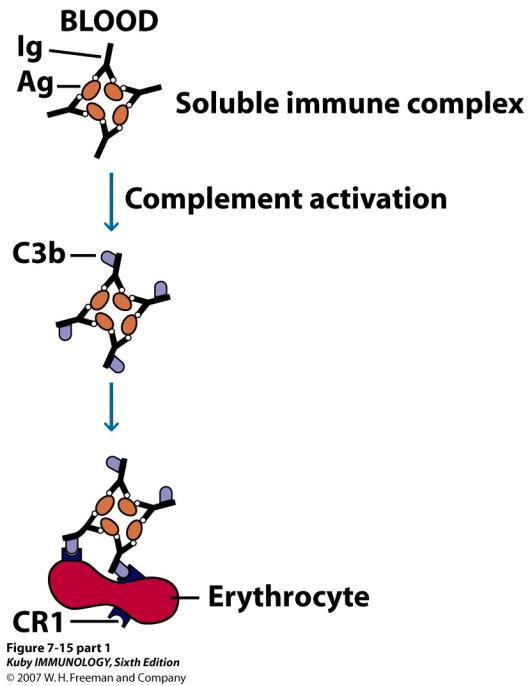 BLOOD
Ig
Ag
Soluble immune complex
Complement activation
C3b
Erythrocyte
CR1
Figure 7-15 part 1
Kuby IMMUNOLOGY, Sixth Edition
© 2007 W. H. Freeman and Company